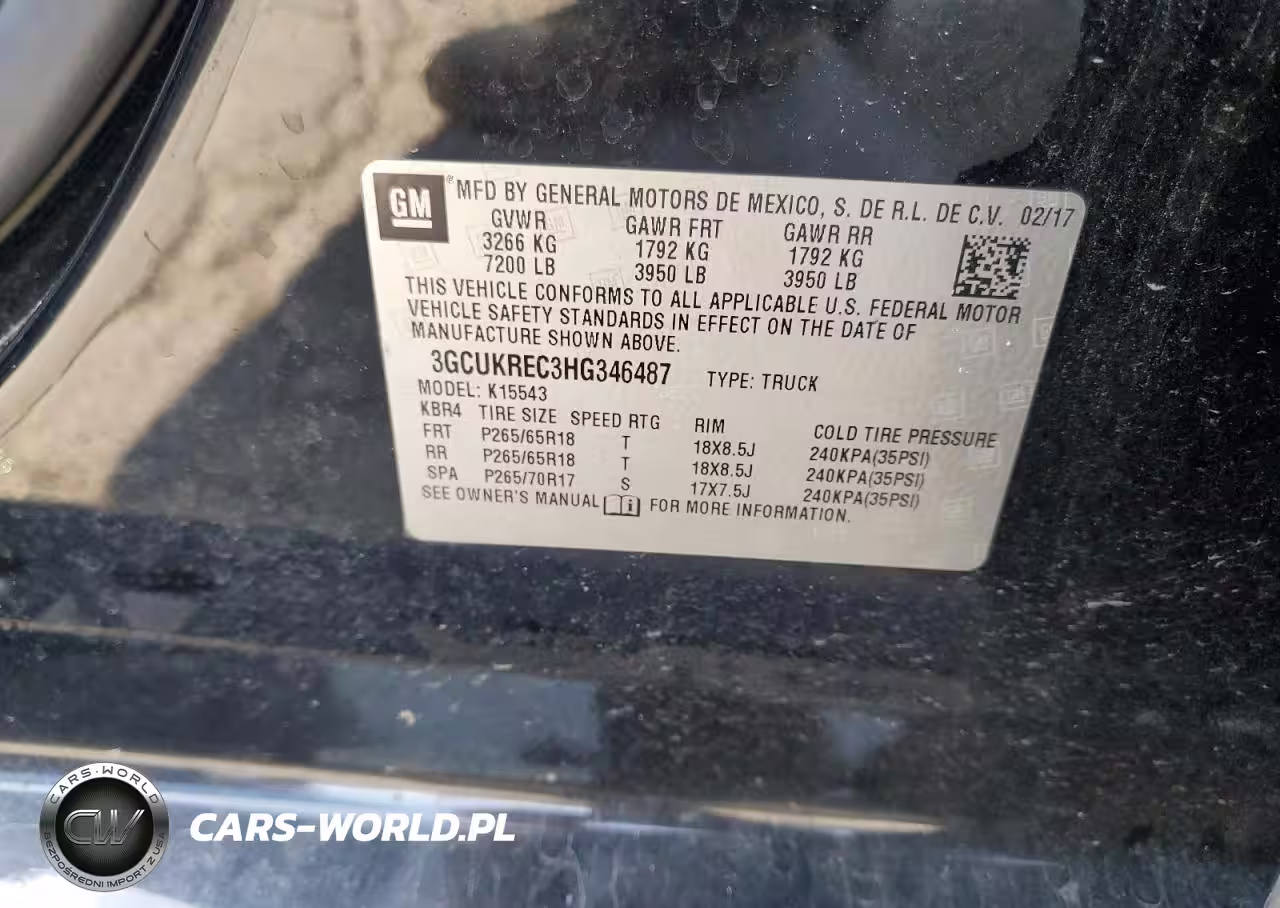 GM ® MFD BY GENERAL MOTORS DE MEXICO, S. DE R.L. DE C.V. 02/17
GVWR GAWR FRT GAWR RR
3266 KG 1792 KG 1792 KG
7200 LB 3950 LB 3950 LB
THIS VEHICLE CONFORMS TO ALL APPLICABLE U.S. FEDERAL MOTOR
VEHICLE SAFETY STANDARDS IN EFFECT ON THE DATE OF
MANUFACTURE SHOWN ABOVE.
3GCUKREC3HG346487 TYPE: TRUCK
MODEL: K15543
KBR4 TIRE SIZE SPEED RTG RIM COLD TIRE PRESSURE
FRT P265/65R18 T 18X8.5J 240KPA(35PSI)
RR P265/65R18 T 18X8.5J 240KPA(35PSI)
SPA P265/70R17 S 17X7.5J 240KPA(35PSI)
SEE OWNER'S MANUAL i FOR MORE INFORMATION.
CARS-WORLD
CW
BEZPOŚREDNI IMPORT Z USA
CARS-WORLD.PL